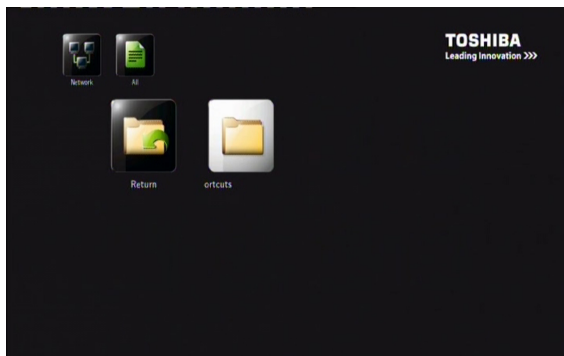 TOSHIBA
Leading Innovation >>>
Network
All
Return
ortcuts